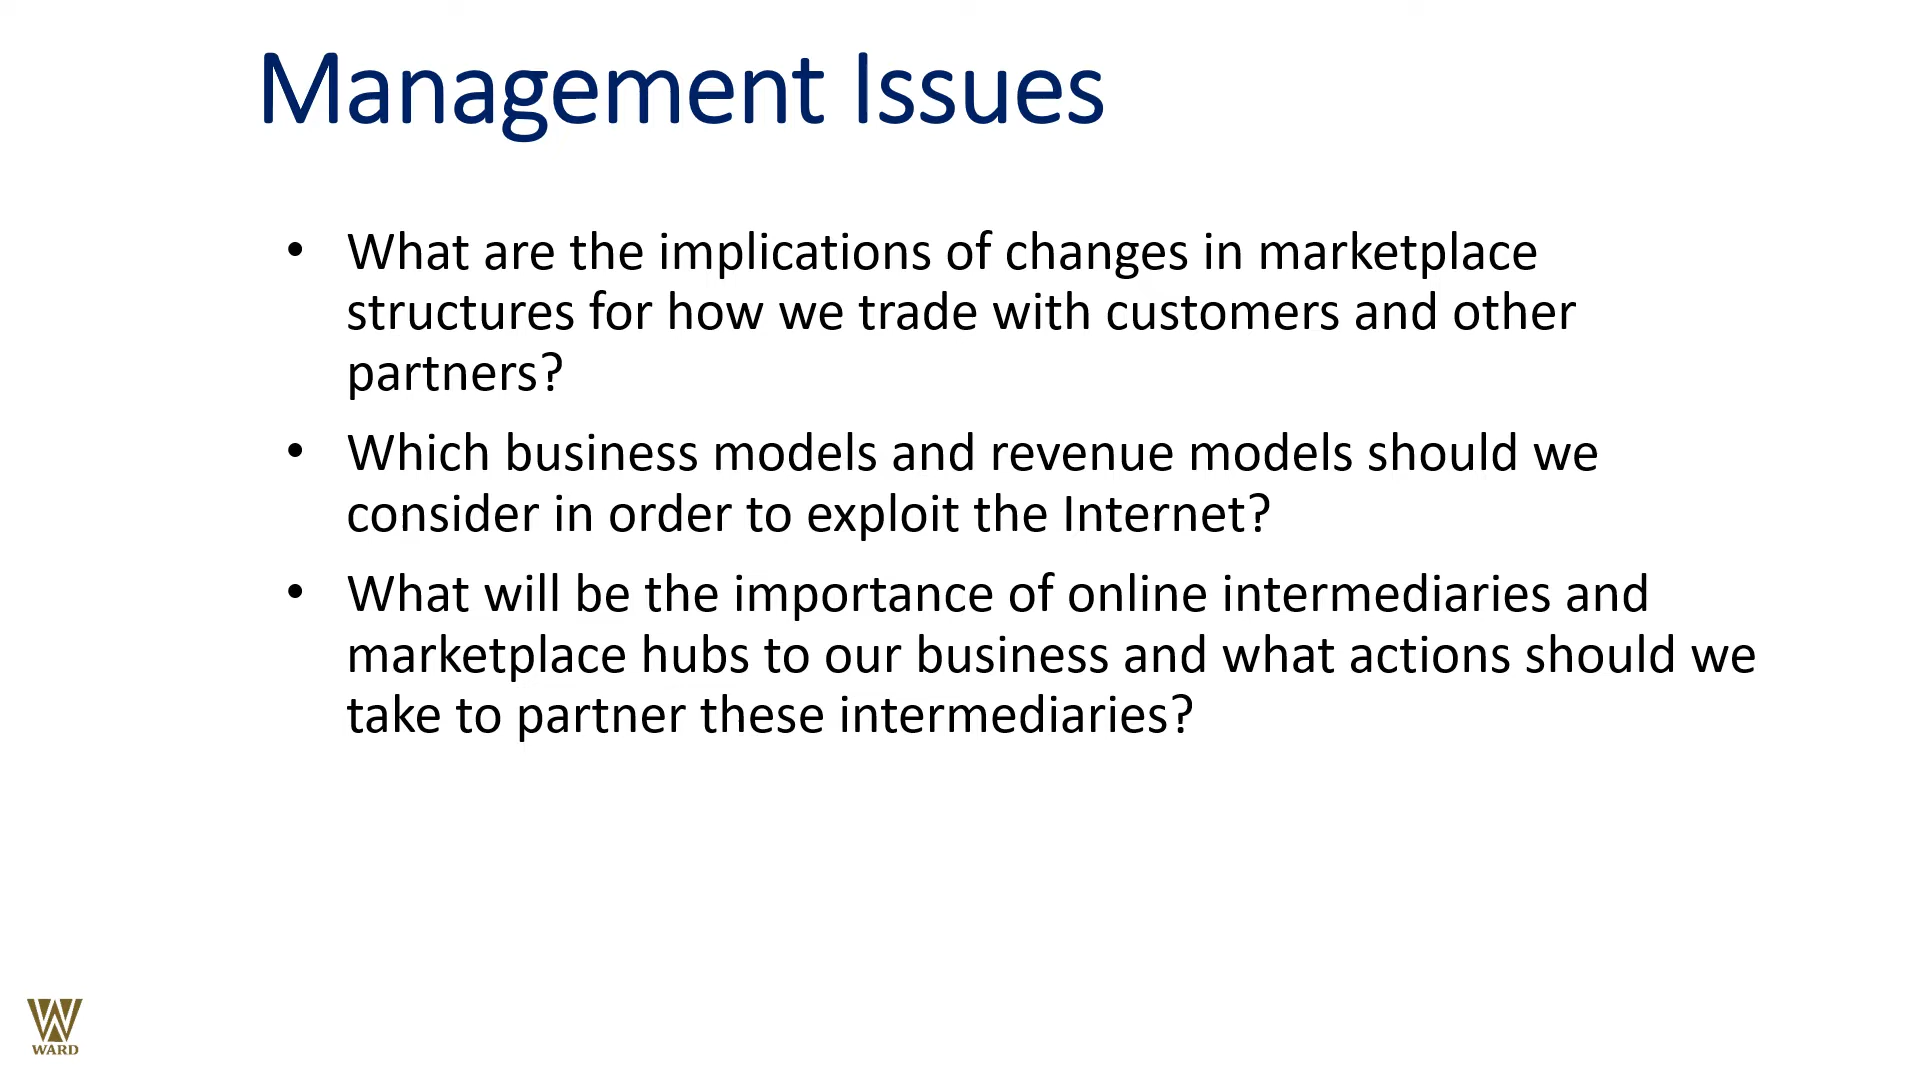 Management Issues
• What are the implications of changes in marketplace
structures for how we trade with customers and other
partners?
• Which business models and revenue models should we
consider in order to exploit the Internet?
• What will be the importance of online intermediaries and
marketplace hubs to our business and what actions should we
take to partner these intermediaries?
WARD